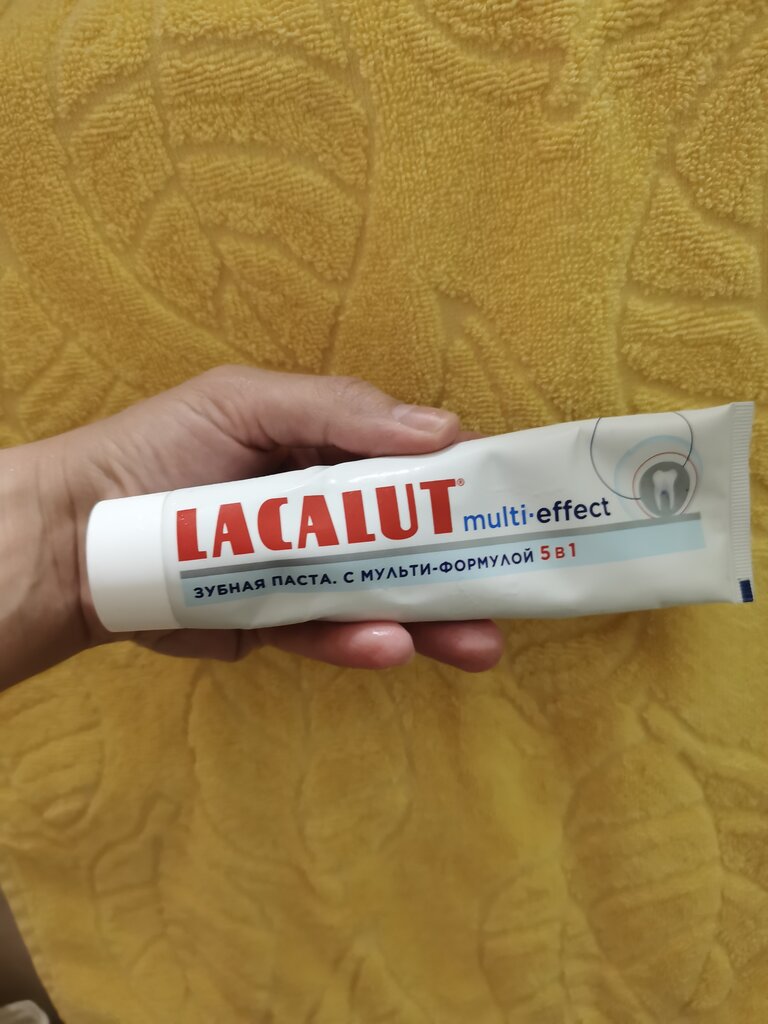 LACALUT® multi·effect
ЗУБНАЯ ПАСТА. С МУЛЬТИ-ФОРМУЛОЙ 5 В 1